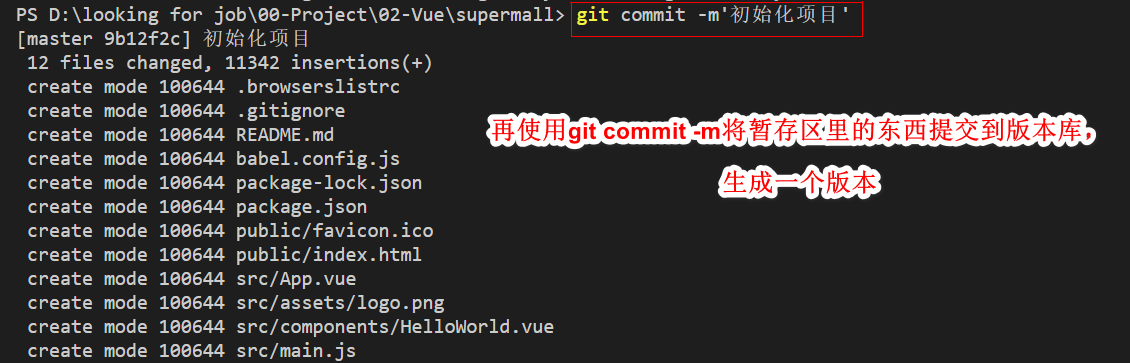 PS D:\looking for job\00-Project\02-Vue\supermall> git commit -m'初始化项目'
[master 9b12f2c] 初始化项目
12 files changed, 11342 insertions(+)
create mode 100644 .browserslistrc
create mode 100644 .gitignore
create mode 100644 README.md
再使用git commit -m将暂存区里的东西提交到版本库，
create mode 100644 babel.config.js
create mode 100644 package-lock.json
生成一个版本
create mode 100644 package.json
create mode 100644 public/favicon.ico
create mode 100644 public/index.html
create mode 100644 src/App.vue
create mode 100644 src/assets/logo.png
create mode 100644 src/components/HelloWorld.vue
create mode 100644 src/main.js